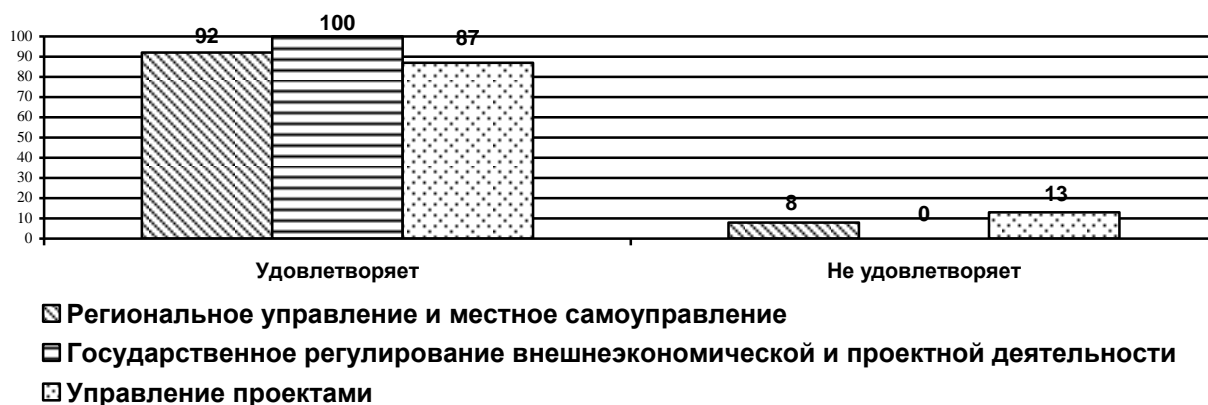 92 100 87
100
90
80
70
60
50
40
30
20
10
0
8 0 13
Удовлетворяет Не удовлетворяет
Региональное управление и местное самоуправление
Государственное регулирование внешнеэкономической и проектной деятельности
Управление проектами